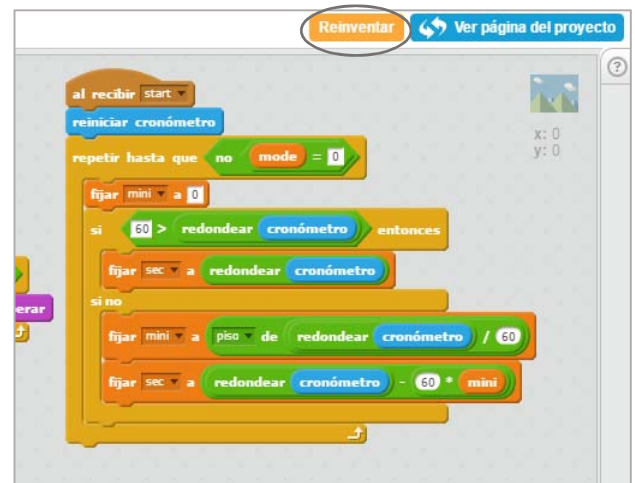 Reinventar Ver página del proyecto
?
al recibir start
reiniciar cronómetro
x: 0
y: 0
repetir hasta que no mode = 0
fijar mini a 0
si 60 > redondear cronómetro entonces
fijar sec a redondear cronómetro
erar
si no
fijar mini a piso de redondear cronómetro / 60
fijar sec a redondear cronómetro - 60 * mini